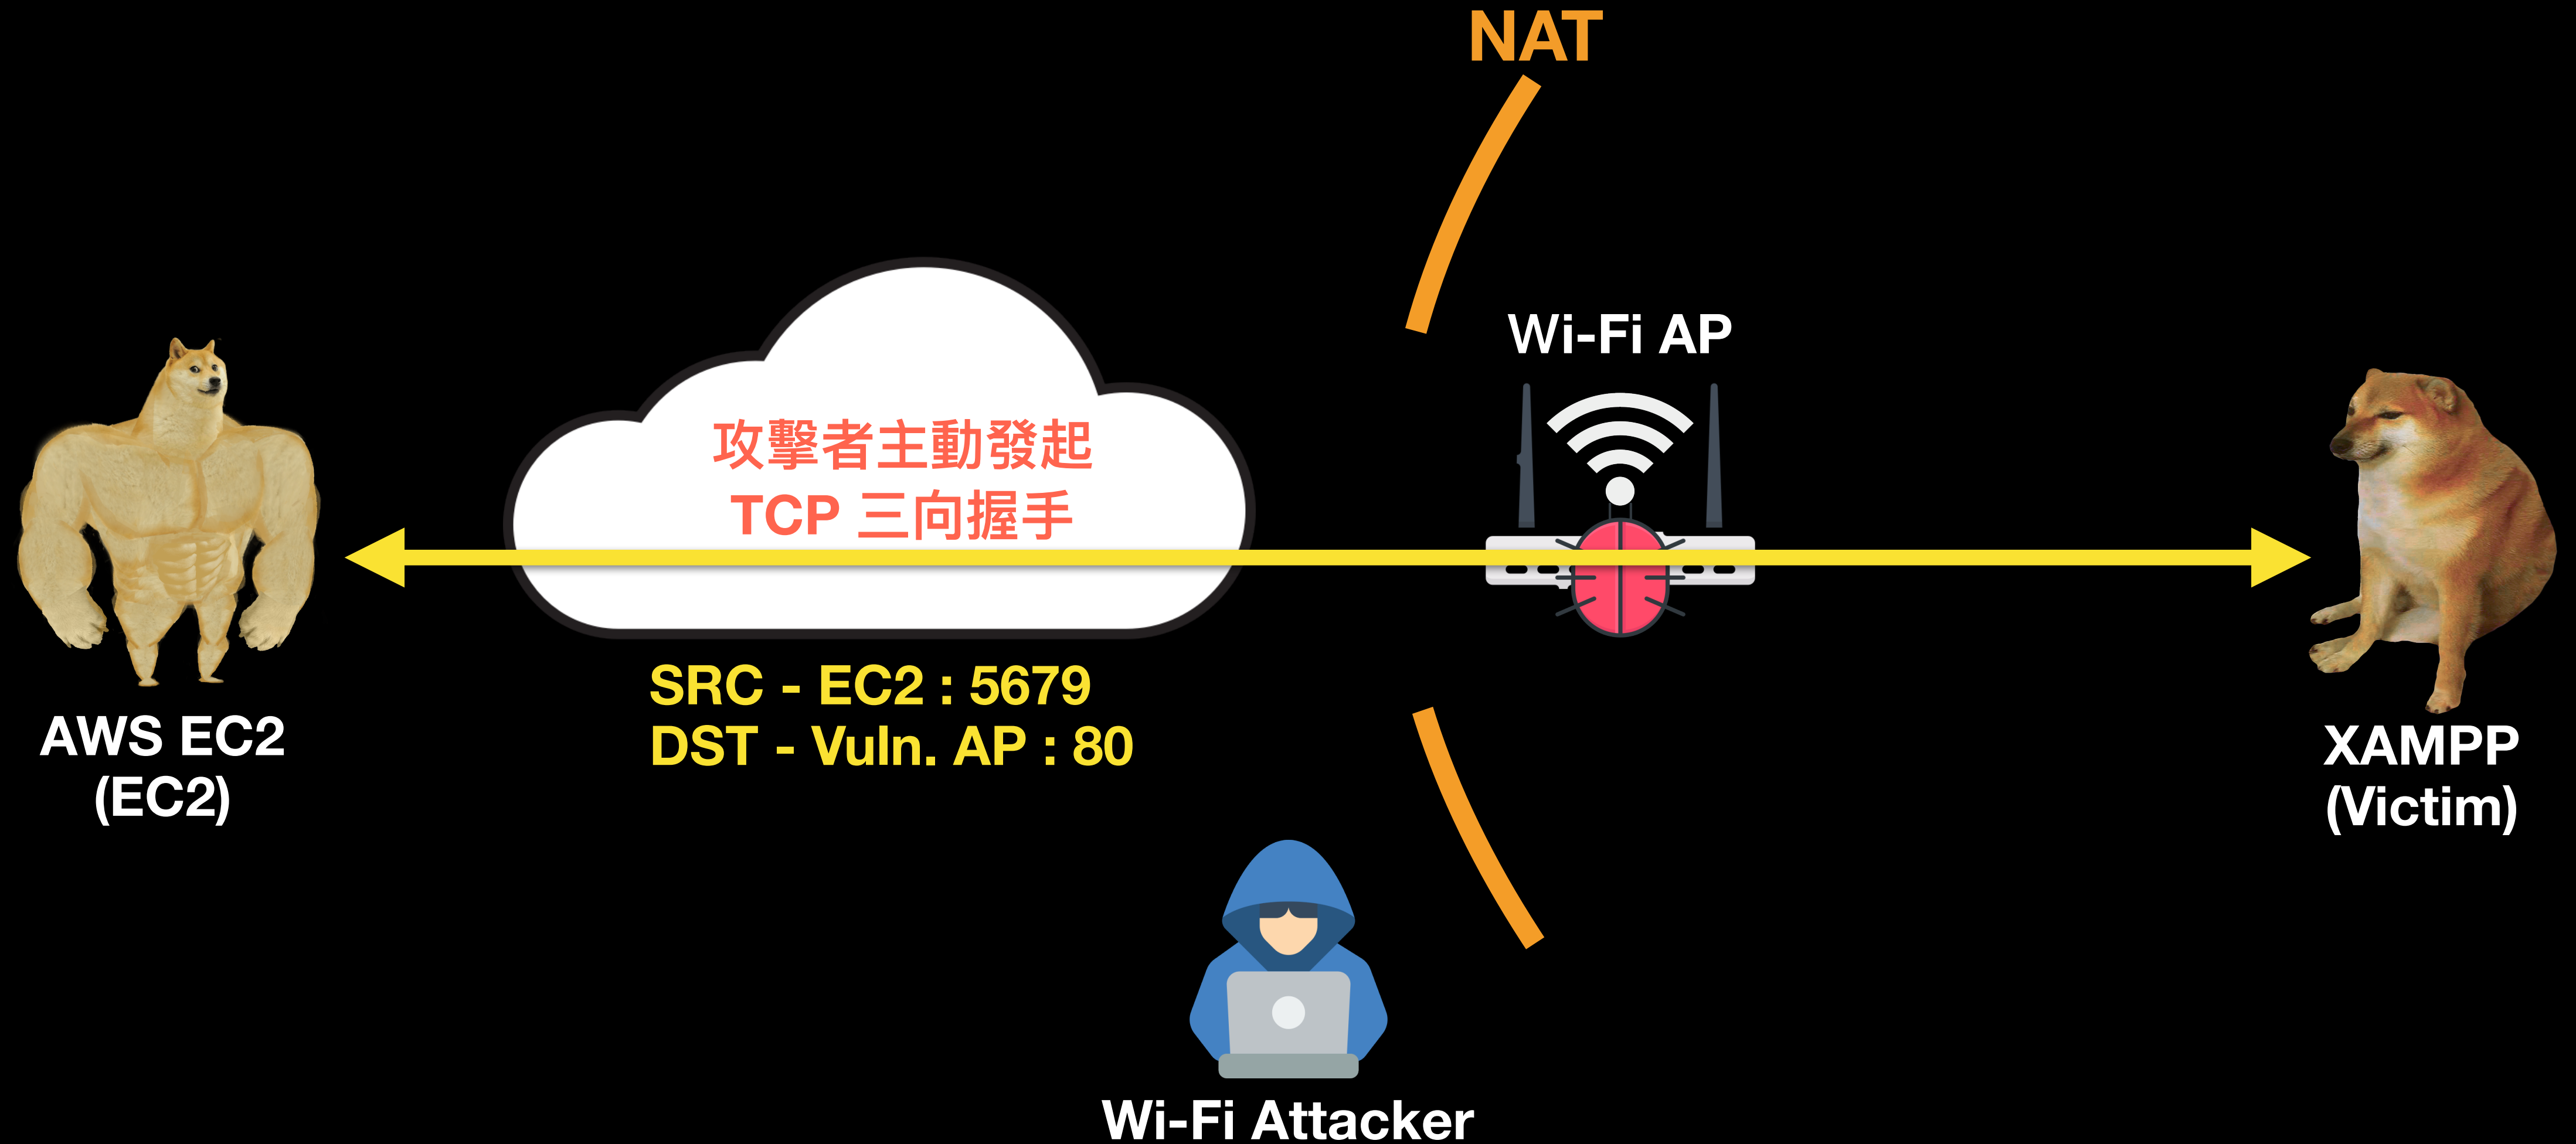 NAT
Wi-Fi AP
攻擊者主動發起
TCP 三向握手
SRC - EC2 : 5679
DST - Vuln. AP : 80
AWS EC2
(EC2)
XAMPP
(Victim)
Wi-Fi Attacker